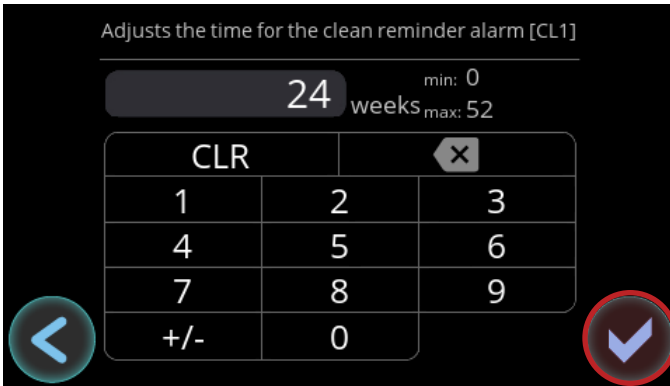 Adjusts the time for the clean reminder alarm [CL1]
24 weeks min: 0
max: 52
CLR
1 2 3
4 5 6
7 8 9
+/- 0